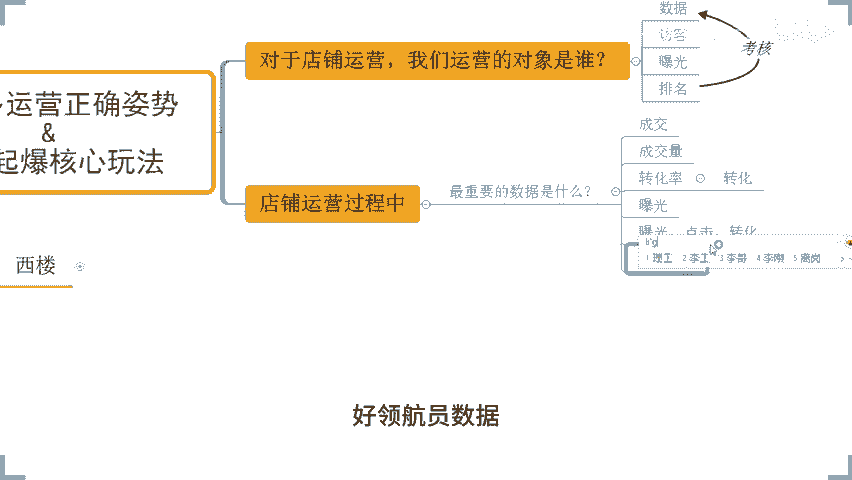 运营正确姿势
&
起爆核心玩法
西楼
对于店铺运营，我们运营的对象是谁？
数据
访客
曝光
排名
考核
店铺运营过程中
最重要的数据是什么？
成交
成交量
转化率
转化
曝光
曝光、点击、转化
2 李工 3 李哥 4 李刚 5 离岗
好领航员数据